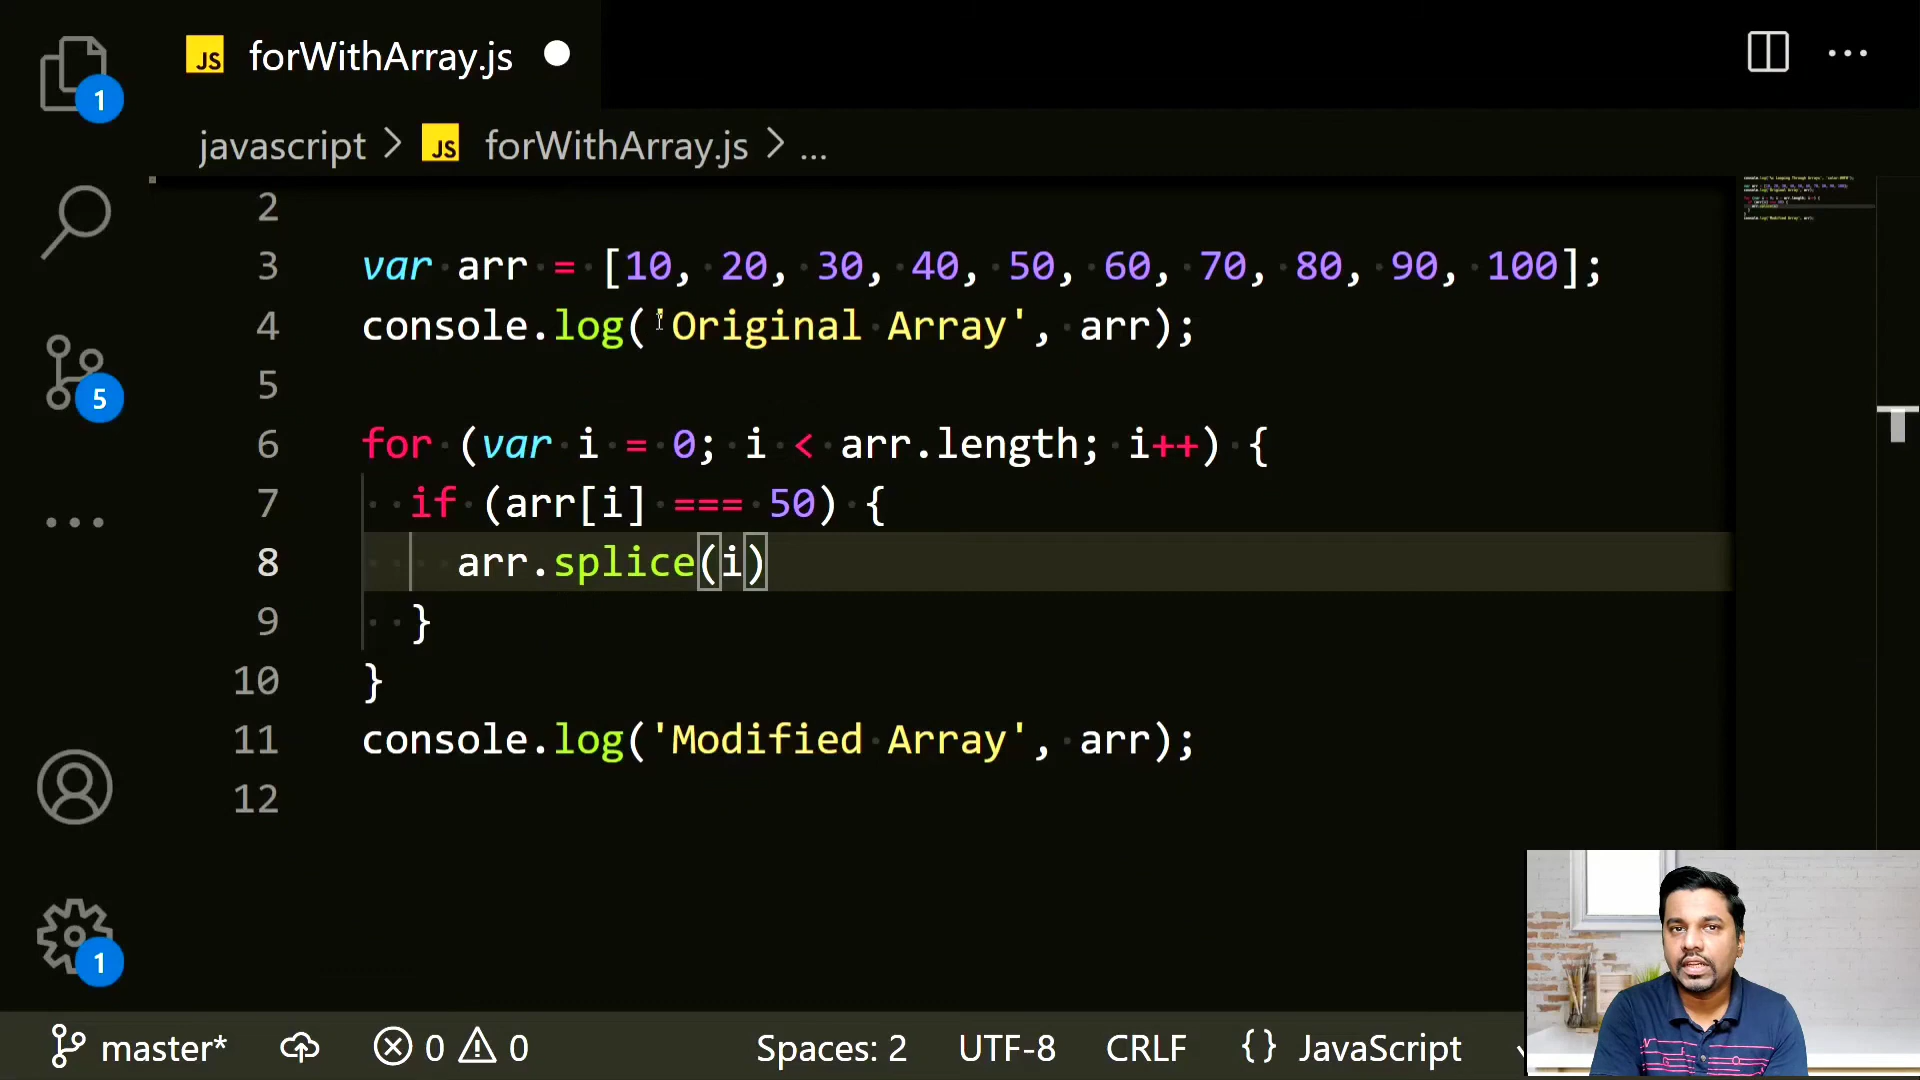 JS forWithArray.js
1
javascript > JS forWithArray.js > ...
2
3 var arr = [10, 20, 30, 40, 50, 60, 70, 80, 90, 100];
4 console.log('Original Array', arr);
5
5
6 for (var i = 0; i < arr.length; i++) {
7 if (arr[i] === 50) {
8 arr.splice(i)
9 }
10 }
11 console.log('Modified Array', arr);
12
1
master* 0 0 Spaces: 2 UTF-8 CRLF {} JavaScript